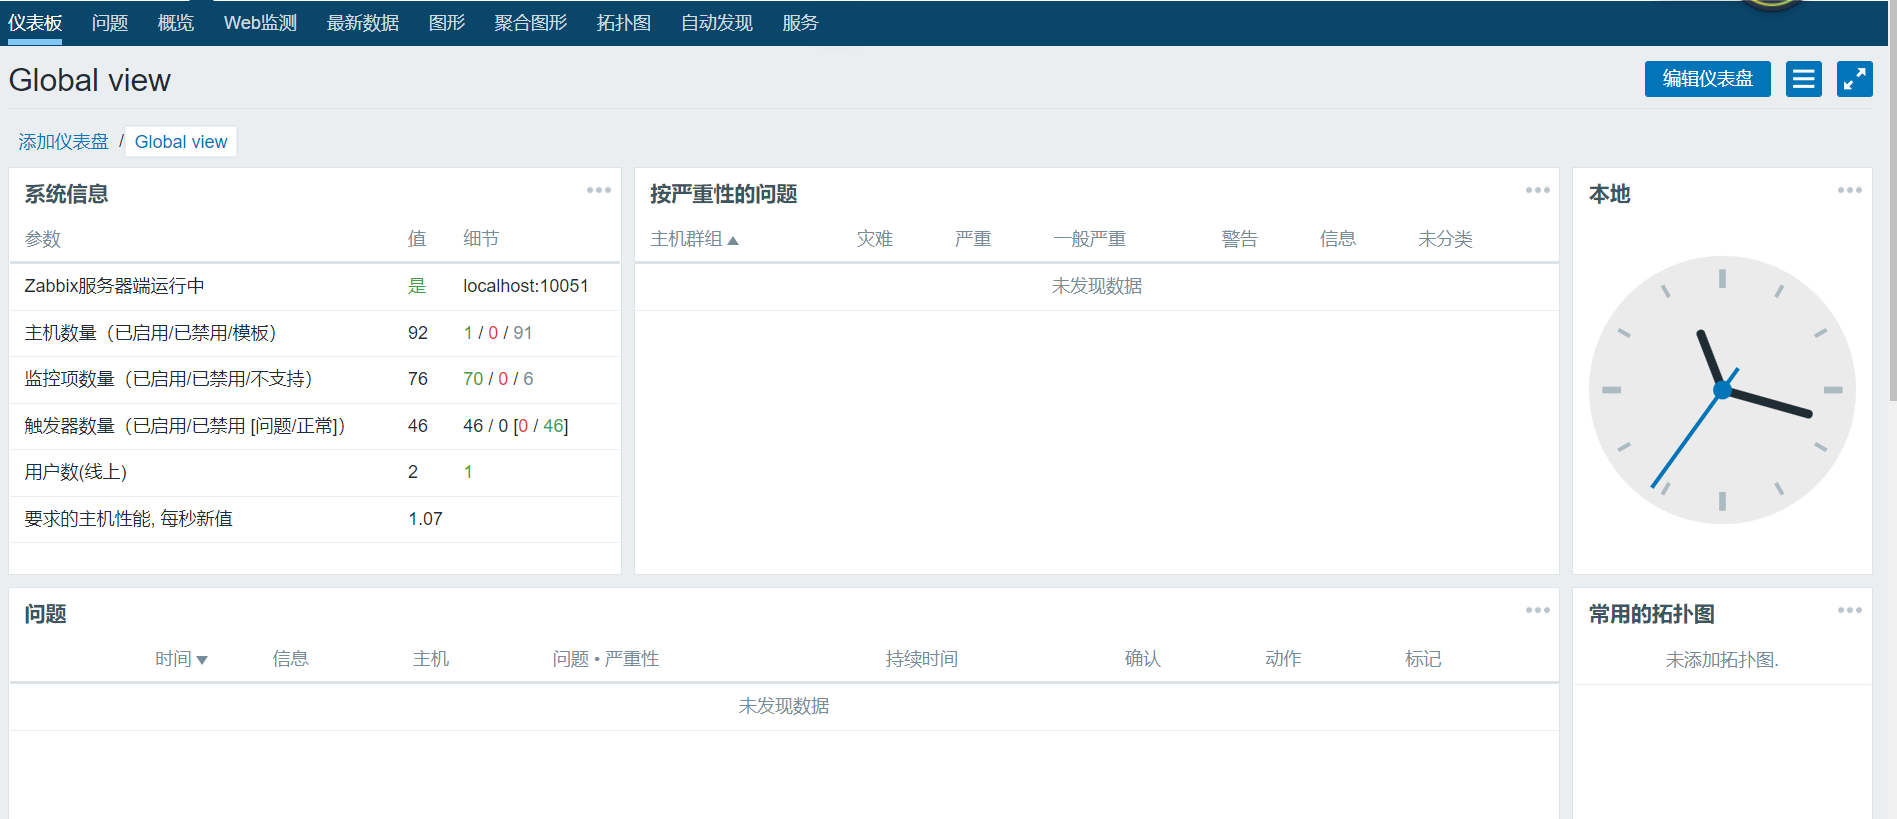 仪表板 问题 概览 Web监测 最新数据 图形 聚合图形 拓扑图 自动发现 服务
Global view
编辑仪表盘
添加仪表盘 / Global view
系统信息
参数 值 细节
Zabbix服务器端运行中 是 localhost:10051
主机数量（已启用/已禁用/模板） 92 1 / 0 / 91
监控项数量（已启用/已禁用/不支持） 76 70 / 0 / 6
触发器数量（已启用/已禁用 [问题/正常]） 46 46 / 0 [0 / 46]
用户数(线上) 2 1
要求的主机性能, 每秒新值 1.07
按严重性的问题
主机群组 灾难 严重 一般严重 警告 信息 未分类
未发现数据
本地
问题
时间 信息 主机 问题 • 严重性 持续时间 确认 动作 标记
未发现数据
常用的拓扑图
未添加拓扑图.